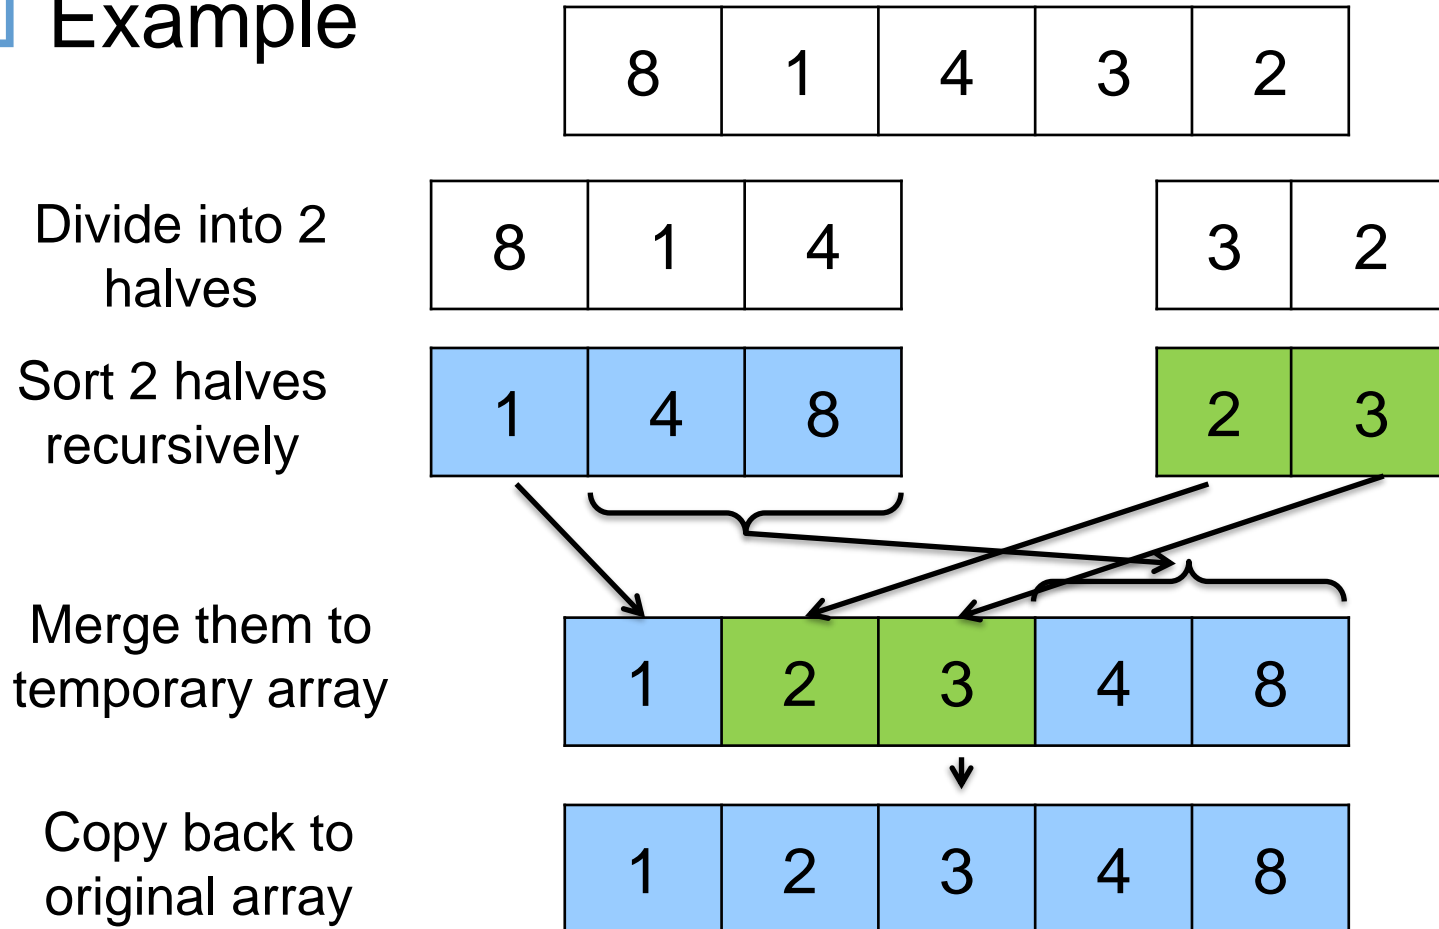 Example
8 1 4 3 2
Divide into 2
halves
8 1 4 3 2
Sort 2 halves
recursively
1 4 8 2 3
Merge them to
temporary array
1 2 3 4 8
Copy back to
original array
1 2 3 4 8